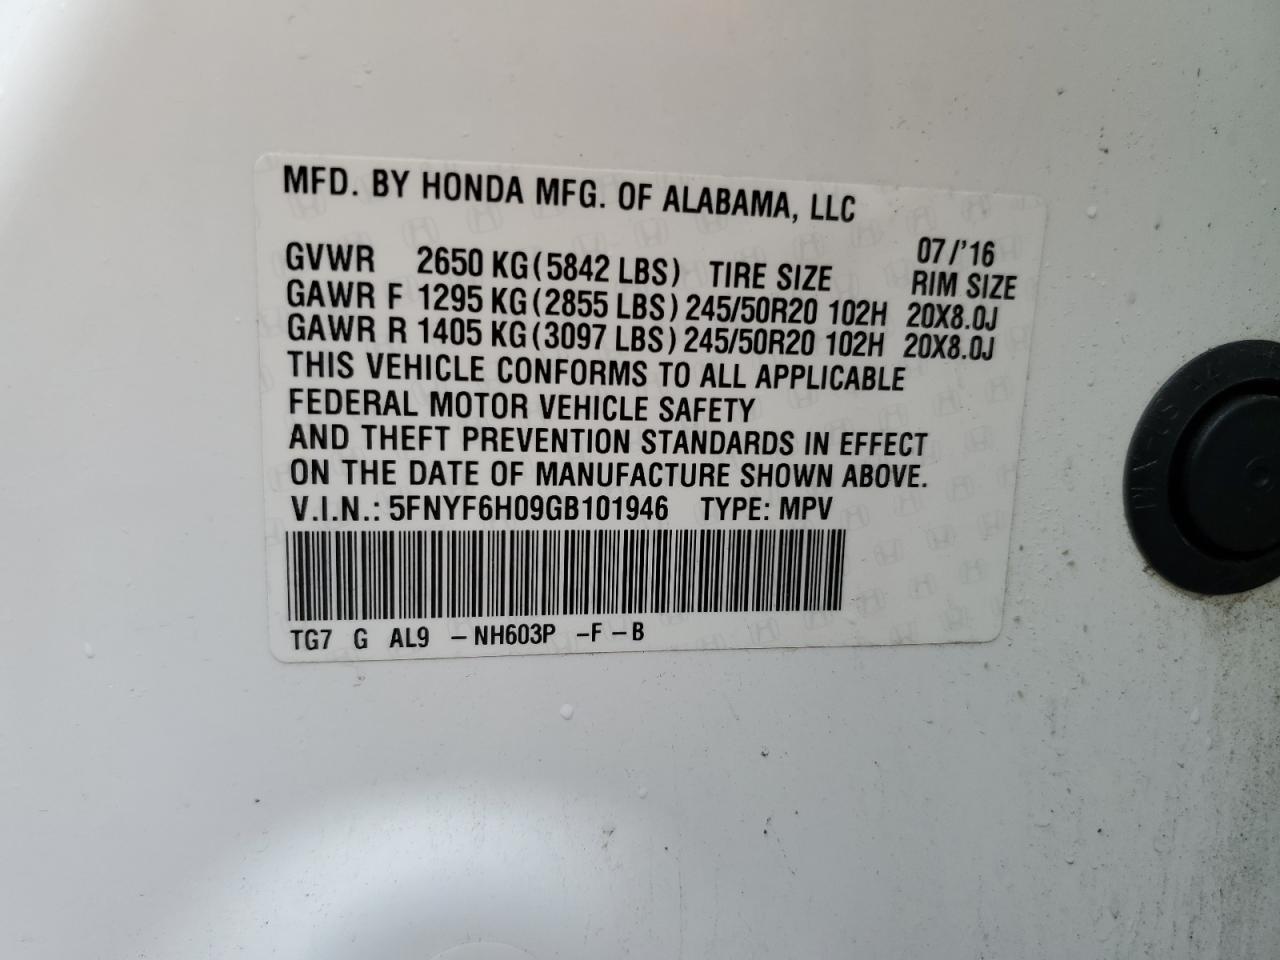 MFD. BY HONDA MFG. OF ALABAMA, LLC
07/'16
GVWR 2650 KG(5842 LBS) TIRE SIZE RIM SIZE
GAWR F 1295 KG(2855 LBS) 245/50R20 102H 20X8.0J
GAWR R 1405 KG(3097 LBS) 245/50R20 102H 20X8.0J
THIS VEHICLE CONFORMS TO ALL APPLICABLE
FEDERAL MOTOR VEHICLE SAFETY
AND THEFT PREVENTION STANDARDS IN EFFECT
ON THE DATE OF MANUFACTURE SHOWN ABOVE.
V.I.N.: 5FNYF6H09GB101946 TYPE: MPV
TG7 G AL9 -NH603P -F -B